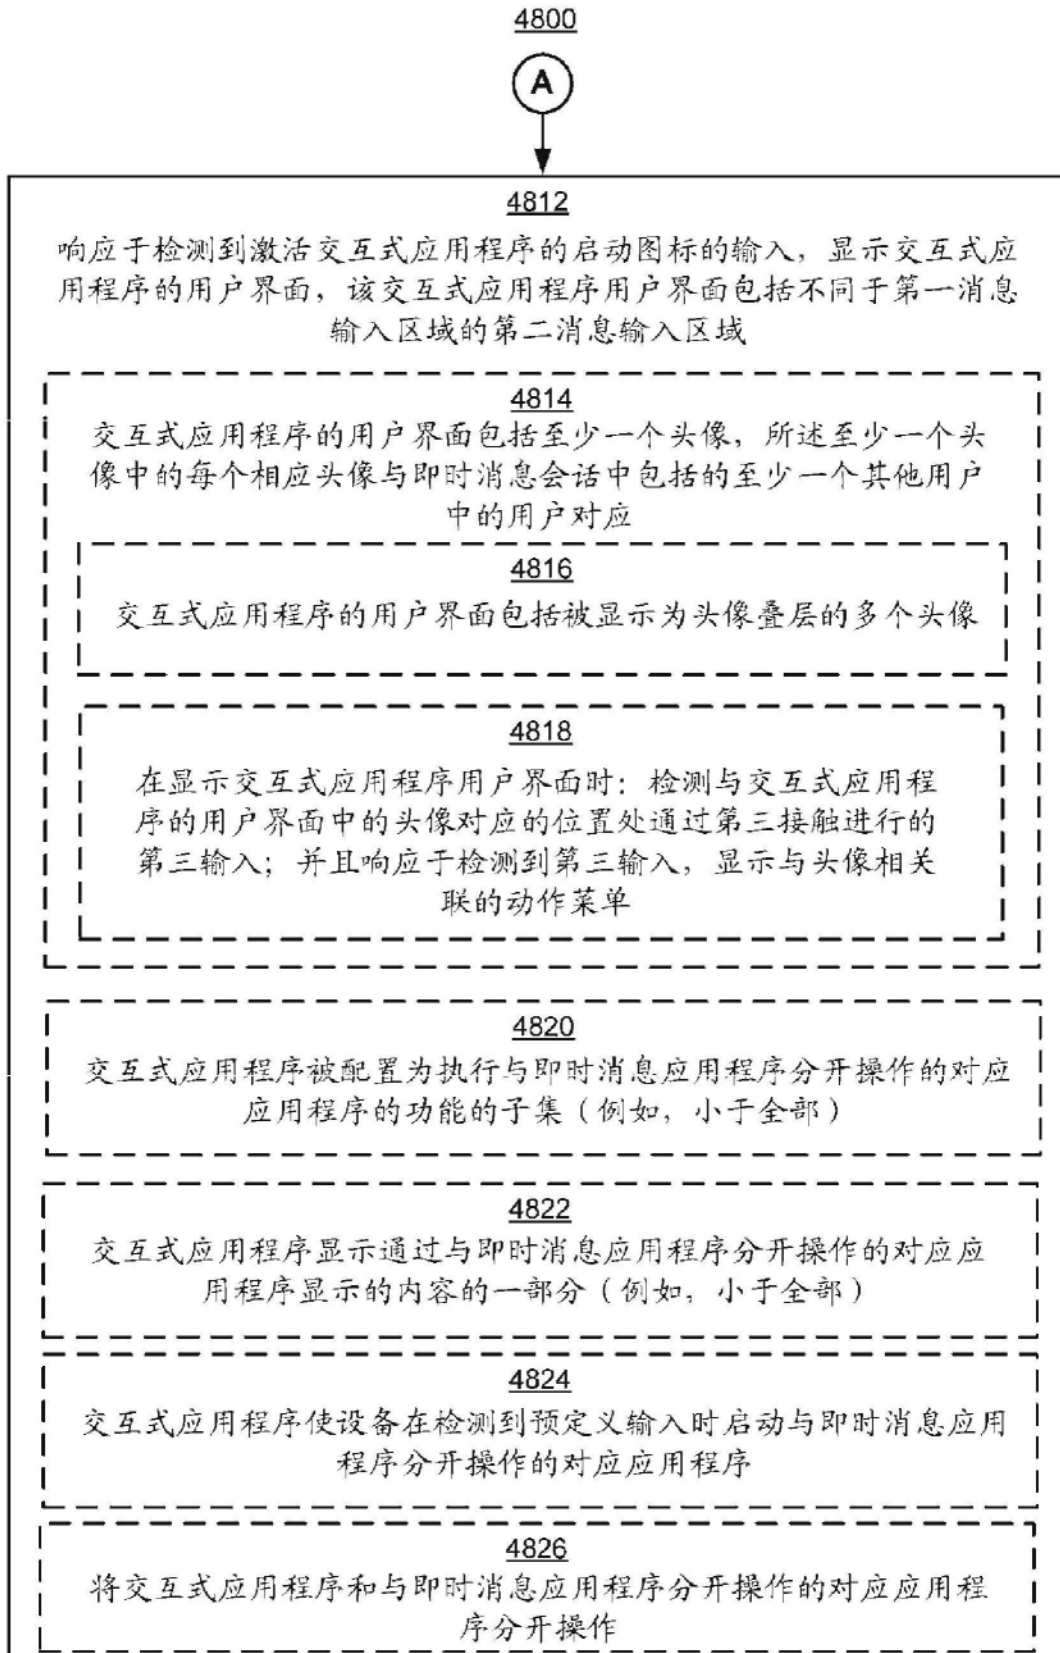 4800
A
4812
响应于检测到激活交互式应用程序的启动图标的输入，显示交互式应
用程序的用户界面，该交互式应用程序用户界面包括不同于第一消息
输入区域的第二消息输入区域
4814
交互式应用程序的用户界面包括至少一个头像，所述至少一个头
像中的每个相应头像与即时消息会话中包括的至少一个其他用户
中的用户对应
4816
交互式应用程序的用户界面包括被显示为头像叠层的多个头像
4818
在显示交互式应用程序用户界面时：检测与交互式应用程
序的用户界面中的头像对应的位置处通过第三接触进行的
第三输入；并且响应于检测到第三输入，显示与头像相关
联的动作菜单
4820
交互式应用程序被配置为执行与即时消息应用程序分开操作的对应
应用程序的功能的子集（例如，小于全部）
4822
交互式应用程序显示通过与即时消息应用程序分开操作的对应应
用程序显示的内容的一部分（例如，小于全部）
4824
交互式应用程序使设备在检测到预定义输入时启动与即时消息应用
程序分开操作的对应应用程序
4826
将交互式应用程序和与即时消息应用程序分开操作的对应应用程
序分开操作